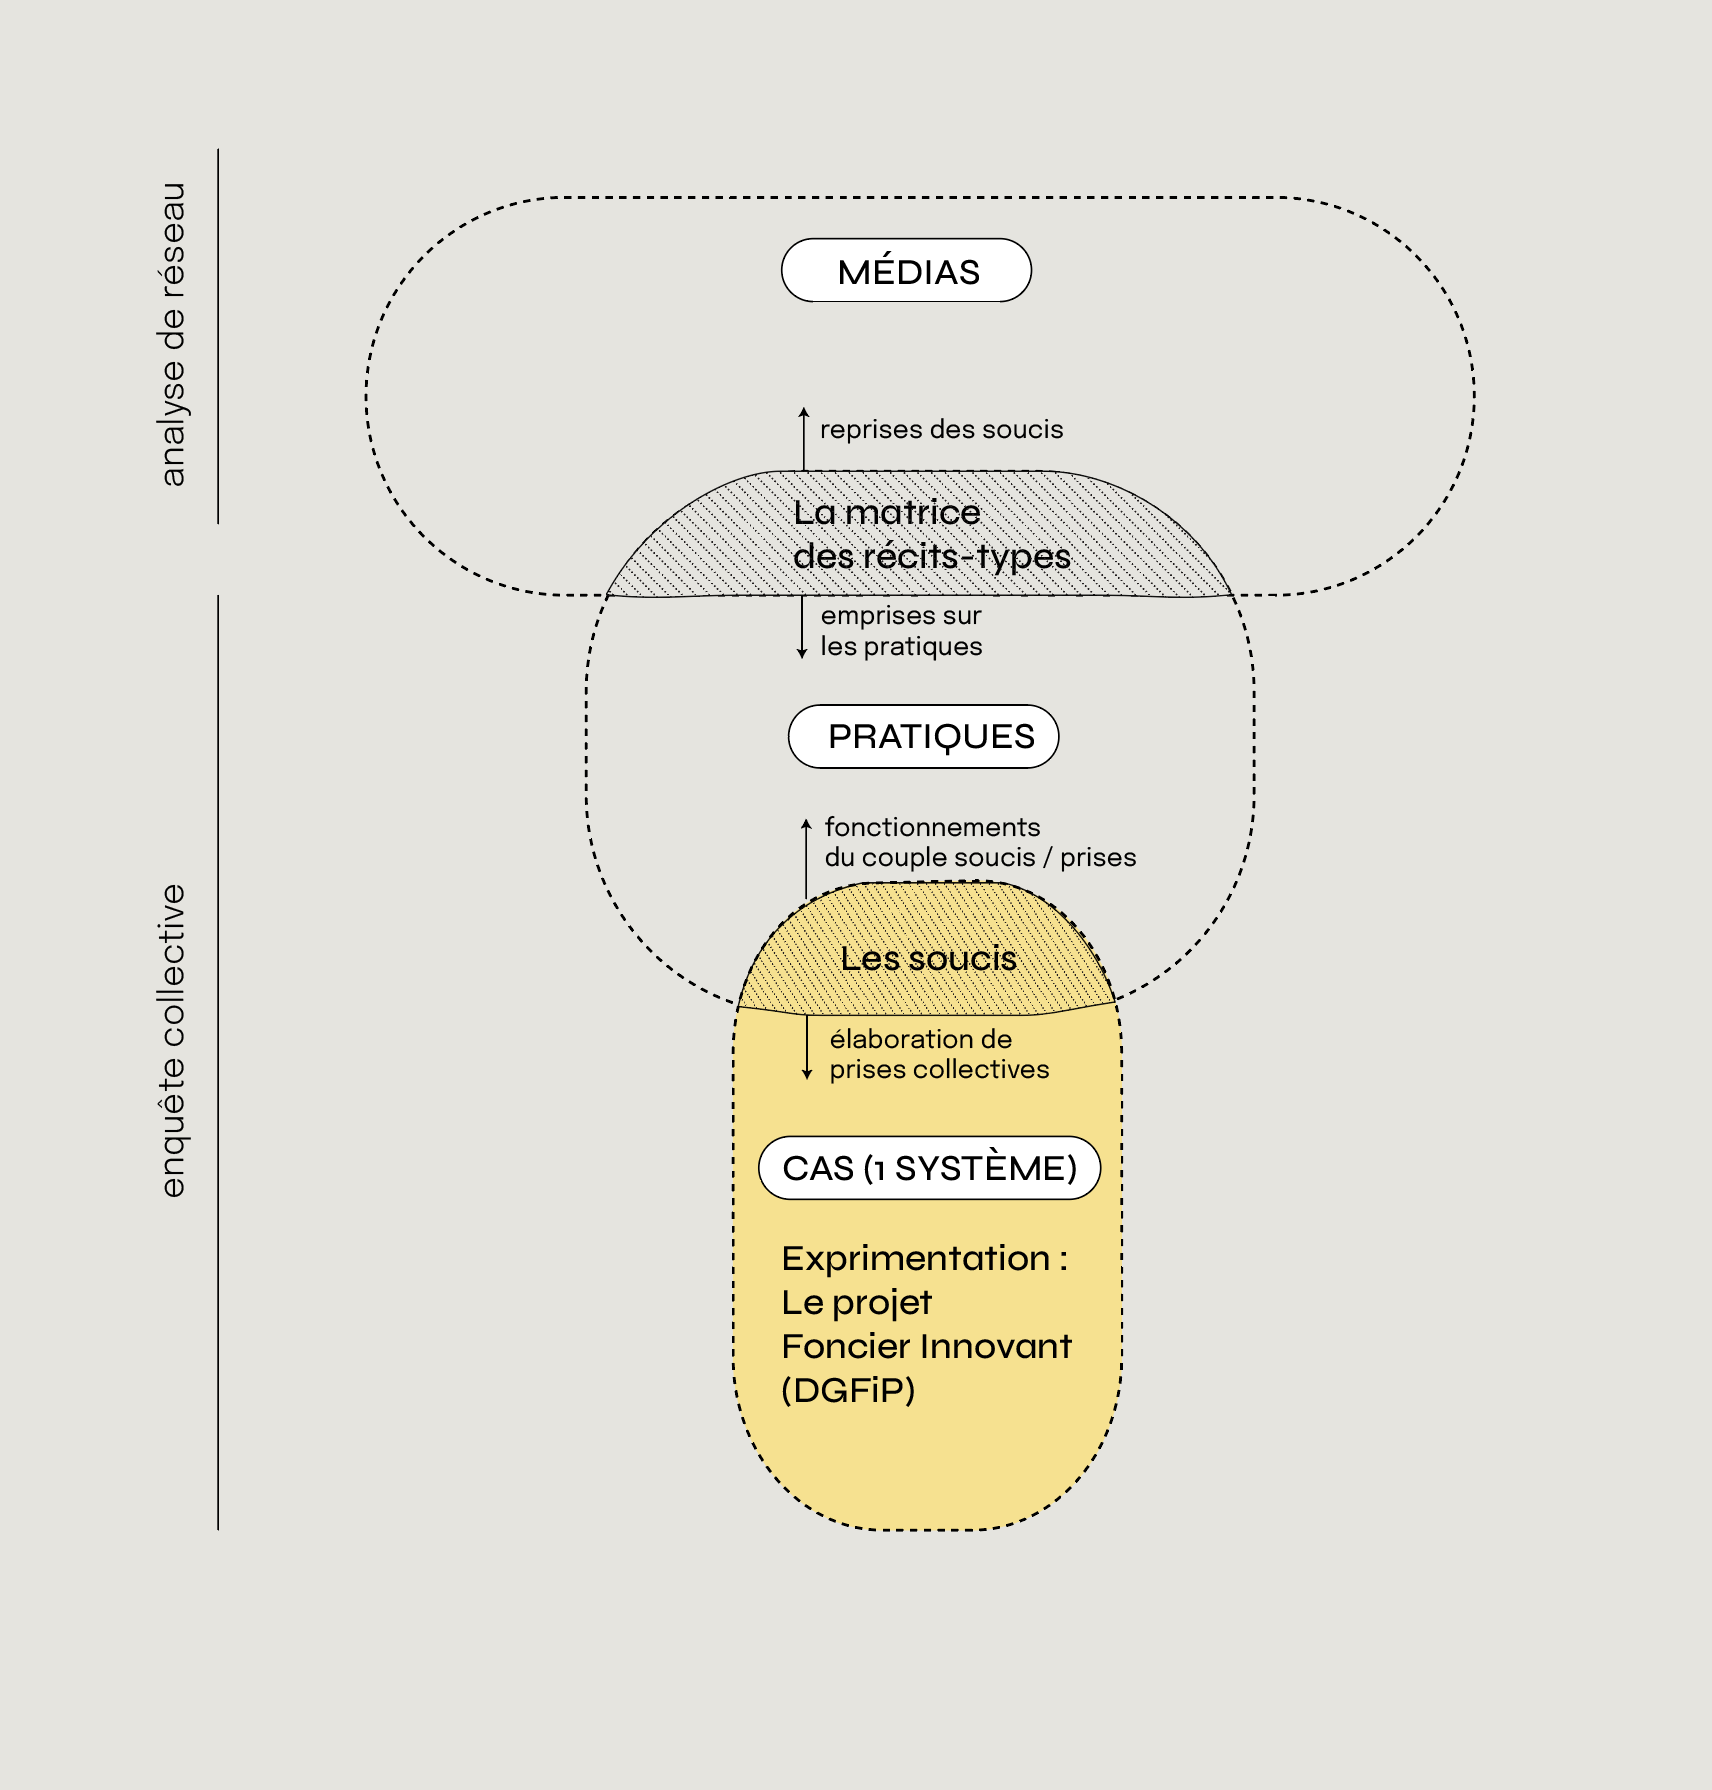 analyse de réseau
MÉDIAS
reprises des soucis
La matrice
des récits-types
emprises sur
les pratiques
PRATIQUES
fonctionnements
du couple soucis / prises
enquête collective
Les soucis
élaboration de
prises collectives
CAS (1 SYSTÈME)
Exprimentation :
Le projet
Foncier Innovant
(DGFiP)